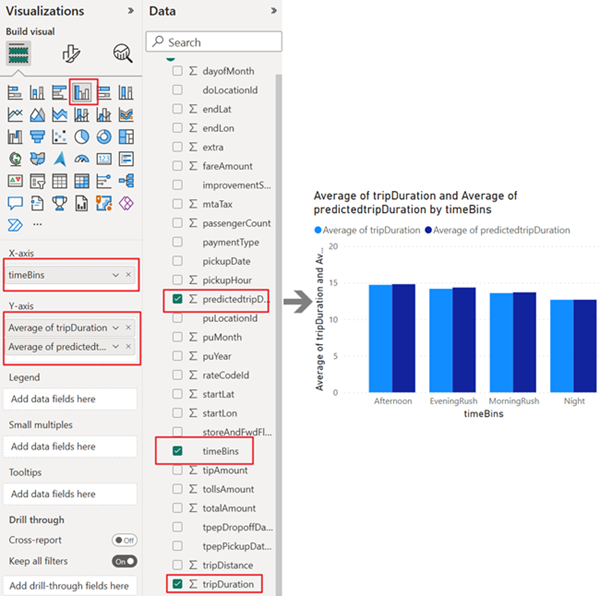 Visualizations
Build visual
X-axis
timeBins
Y-axis
Average of tripDuration
Average of predictedt...
Legend
Add data fields here
Small multiples
Add data fields here
Tooltips
Add data fields here
Drill through
Cross-report
Off
Keep all filters
On
Add drill-through fields here
Data
Search
dayofMonth
doLocationId
endLat
endLon
extra
fareAmount
improvementS...
mtaTax
passengerCount
paymentType
pickupDate
pickupHour
predictedtripD...
puLocationId
puMonth
puYear
rateCodeId
startLat
startLon
storeAndFwdFl...
timeBins
tipAmount
tollsAmount
totalAmount
tpepDropoffDa...
tpepPickupDat...
tripDistance
tripDuration
Average of tripDuration and Average of
predictedtripDuration by timeBins
Average of tripDuration
Average of predictedtripDuration
Average of tripDuration and Av...
20
15
10
5
0
Afternoon
EveningRush
MorningRush
Night
timeBins